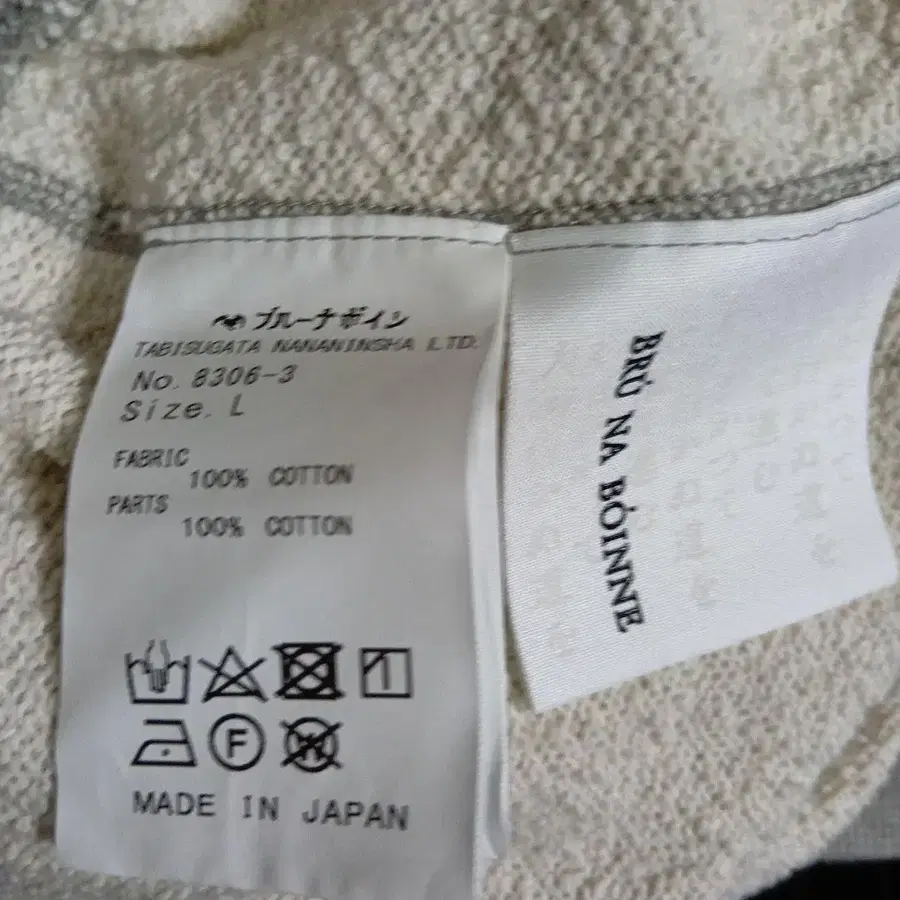 ブルーナボイン
TABISUGATA NANANINSHA LTD.
No. 8306-3
Size. L
FABRIC
100% COTTON
PARTS
100% COTTON
F
W
MADE IN JAPAN
BRÚ NA BÓINNE